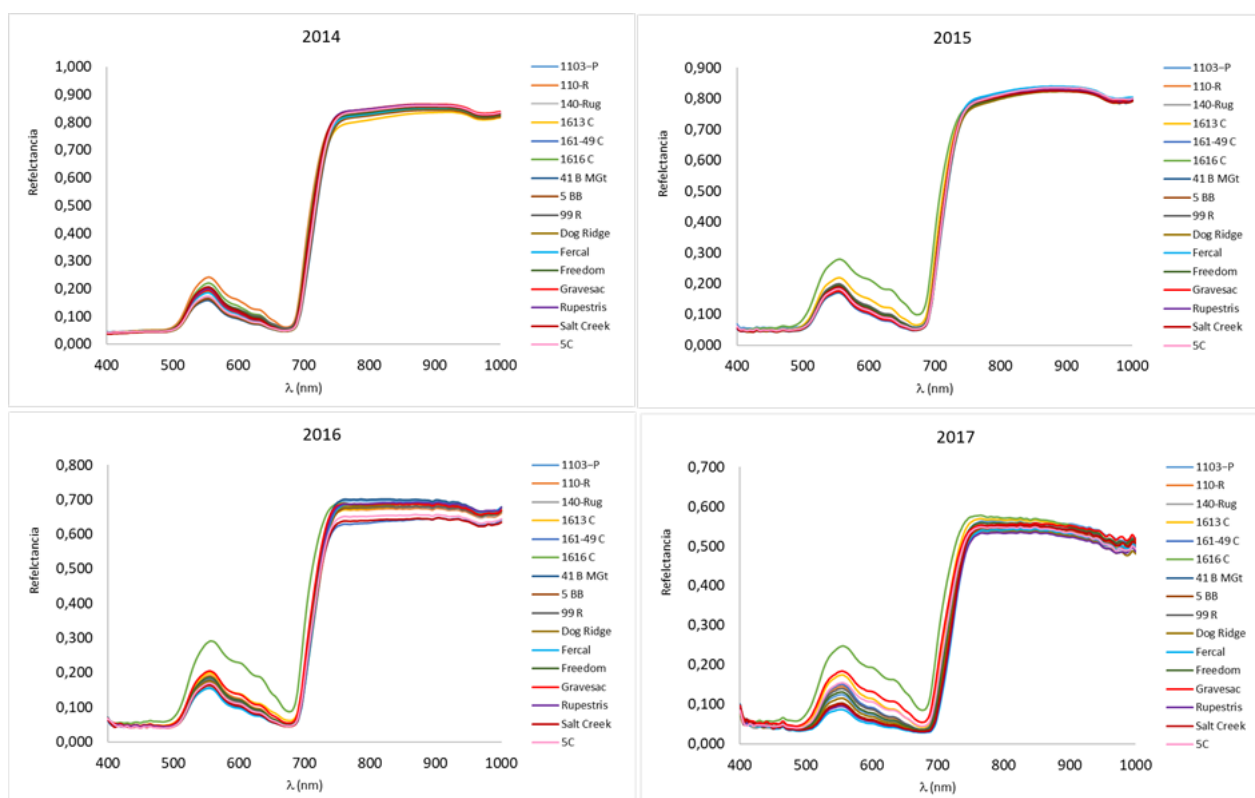 2014
Refelctancia
1,000
0,900
0,800
0,700
0,600
0,500
0,400
0,300
0,200
0,100
0,000
400 500 600 700 800 900 1000
λ (nm)
1103–P
110-R
140-Rug
1613 C
161-49 C
1616 C
41 B MGt
5 BB
99 R
Dog Ridge
Fercal
Freedom
Gravesac
Rupestris
Salt Creek
5C
2015
Refelctancia
0,900
0,800
0,700
0,600
0,500
0,400
0,300
0,200
0,100
0,000
400 500 600 700 800 900 1000
λ (nm)
1103–P
110-R
140-Rug
1613 C
161-49 C
1616 C
41 B MGt
5 BB
99 R
Dog Ridge
Fercal
Freedom
Gravesac
Rupestris
Salt Creek
5C
2016
Refelctancia
0,800
0,700
0,600
0,500
0,400
0,300
0,200
0,100
0,000
400 500 600 700 800 900 1000
λ (nm)
1103–P
110-R
140-Rug
1613 C
161-49 C
1616 C
41 B MGt
5 BB
99 R
Dog Ridge
Fercal
Freedom
Gravesac
Rupestris
Salt Creek
5C
2017
Refelctancia
0,700
0,600
0,500
0,400
0,300
0,200
0,100
0,000
400 500 600 700 800 900 1000
λ (nm)
1103–P
110-R
140-Rug
1613 C
161-49 C
1616 C
41 B MGt
5 BB
99 R
Dog Ridge
Fercal
Freedom
Gravesac
Rupestris
Salt Creek
5C